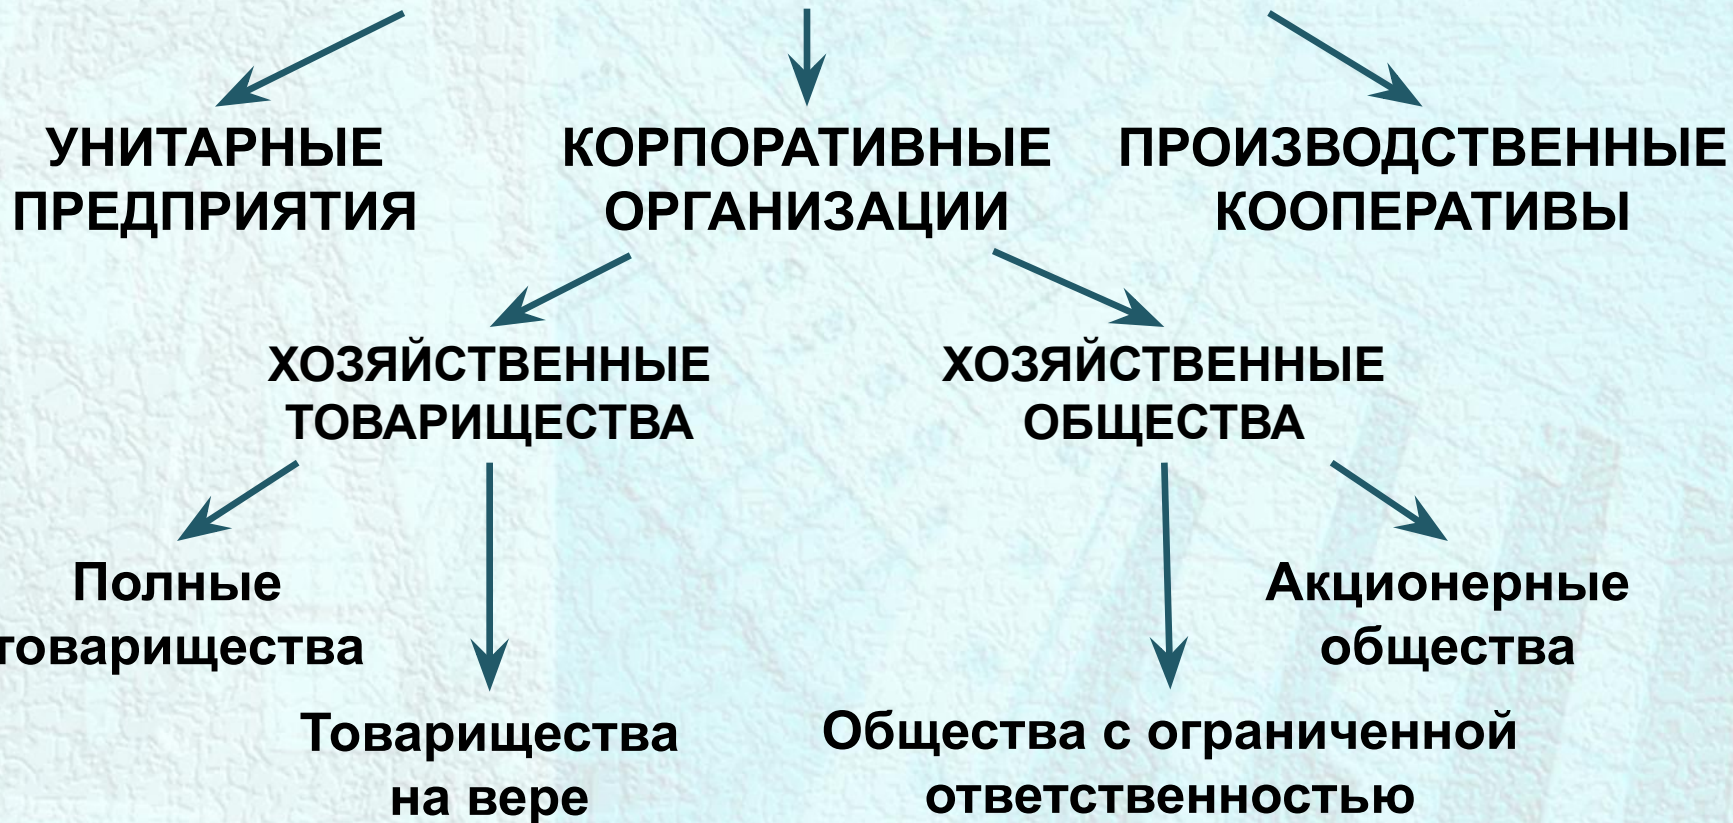 УНИТАРНЫЕ
ПРЕДПРИЯТИЯ
КОРПОРАТИВНЫЕ
ОРГАНИЗАЦИИ
ПРОИЗВОДСТВЕННЫЕ
КООПЕРАТИВЫ
ХОЗЯЙСТВЕННЫЕ
ТОВАРИЩЕСТВА
ХОЗЯЙСТВЕННЫЕ
ОБЩЕСТВА
Полные
товарищества
Товарищества
на вере
Общества с ограниченной
ответственностью
Акционерные
общества